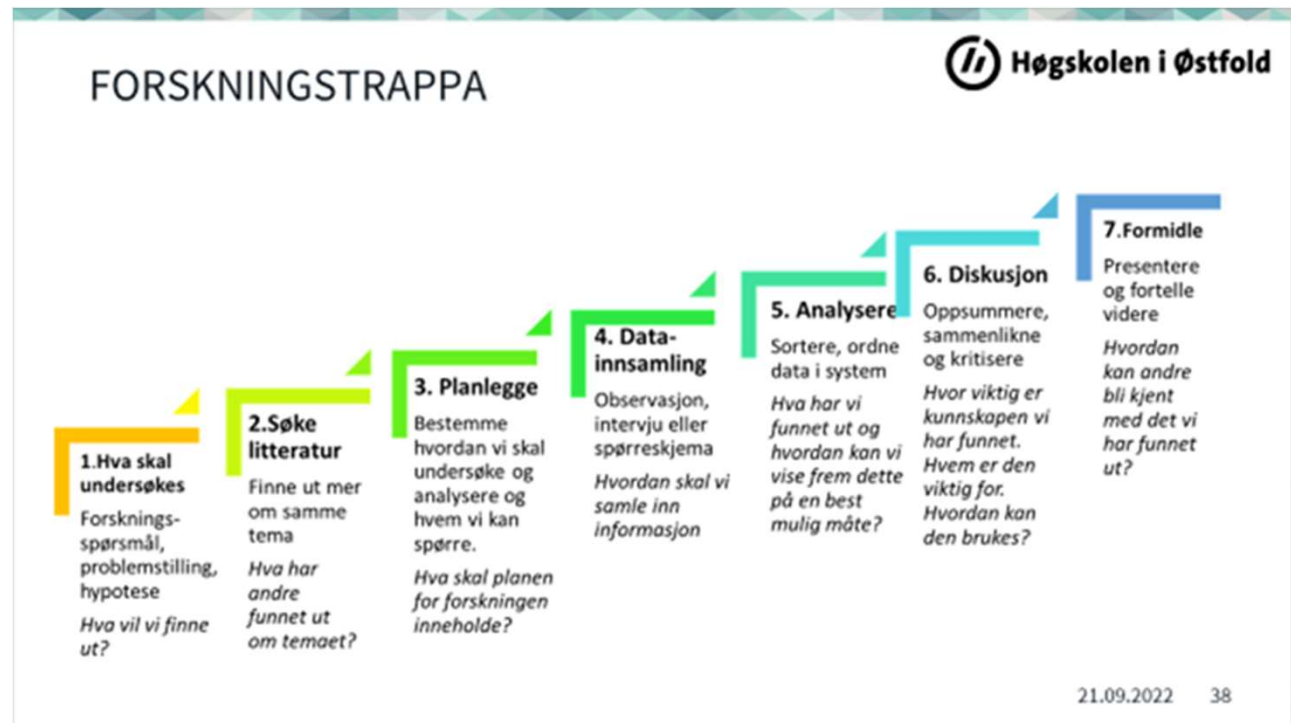 FORSKNINGSTRAPPA
Høgskolen i Østfold
1.Hva skal
undersøkes
Forsknings-
spørsmål,
problemstilling,
hypotese
Hva vil vi finne
ut?
2.Søke
litteratur
Finne ut mer
om samme
tema
Hva har
andre
funnet ut
om temaet?
3. Planlegge
Bestemme
hvordan vi skal
undersøke og
analysere og
hvem vi kan
spørre.
Hva skal planen
for forskningen
inneholde?
4. Data-
innsamling
Observasjon,
intervju eller
spørreskjema
Hvordan skal vi
samle inn
informasjon
5. Analysere
Sortere, ordne
data i system
Hva har vi
funnet ut og
hvordan kan vi
vise frem dette
på en best
mulig måte?
6. Diskusjon
Oppsummere,
sammenlikne
og kritisere
Hvor viktig er
kunnskapen vi
har funnet.
Hvem er den
viktig for.
Hvordan kan
den brukes?
7.Formidle
Presentere
og fortelle
videre
Hvordan
kan andre
bli kjent
med det vi
har funnet
ut?
21.09.2022 38